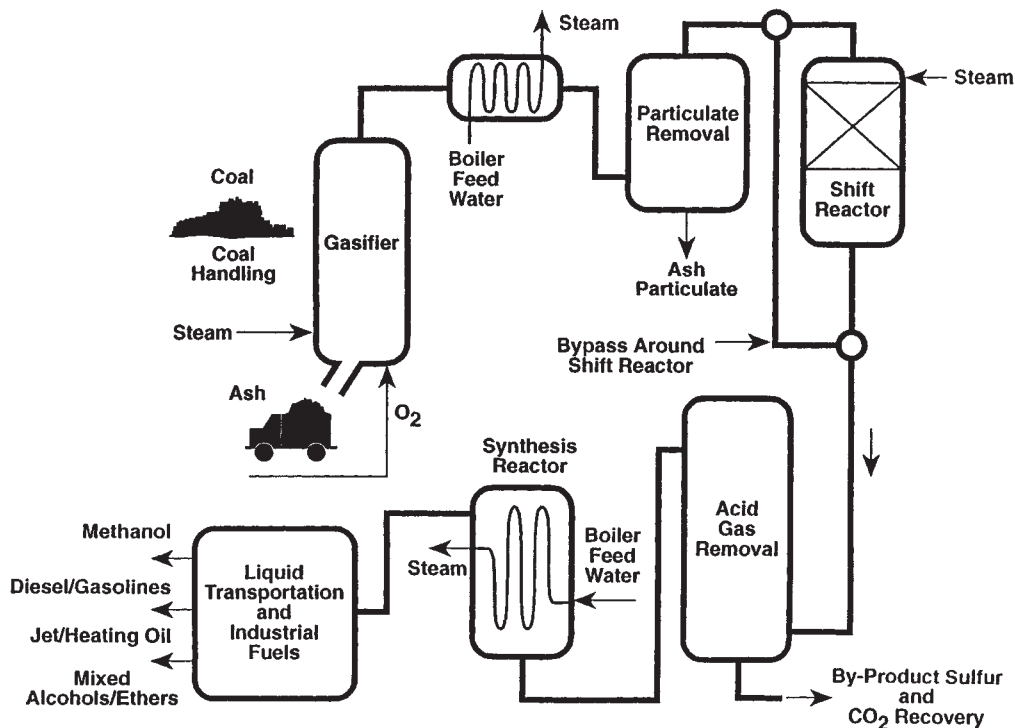 Steam
Boiler
Feed
Water
Particulate
Removal
Ash
Particulate
Steam
Shift
Reactor
Coal
Coal
Handling
Gasifier
Steam
Ash
O2
Bypass Around
Shift Reactor
Acid
Gas
Removal
By-Product Sulfur
and
CO2 Recovery
Synthesis
Reactor
Boiler
Feed
Water
Steam
Liquid
Transportation
and
Industrial
Fuels
Methanol
Diesel/Gasolines
Jet/Heating Oil
Mixed
Alcohols/Ethers